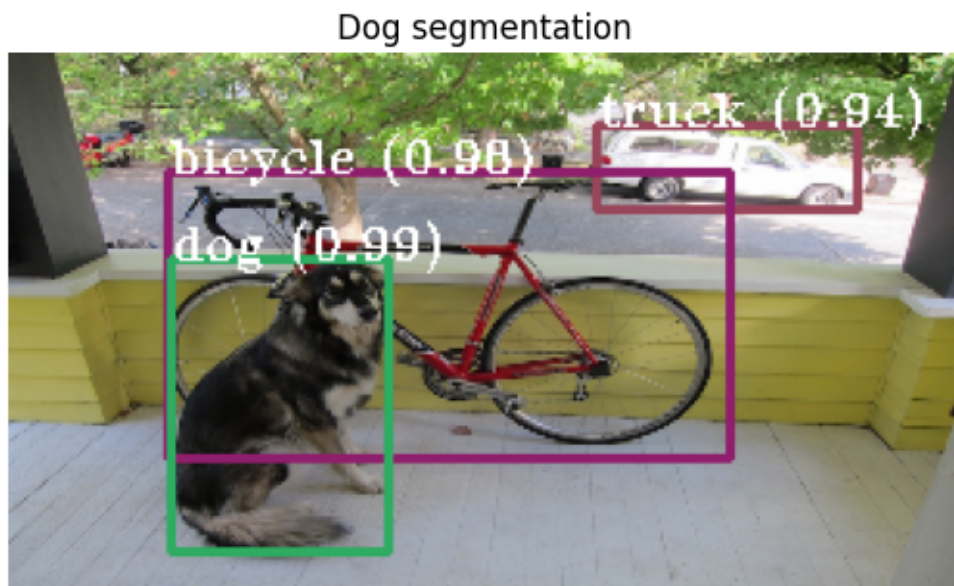 Dog segmentation
truck (0.94)
bicycle (0.98)
dog (0.99)